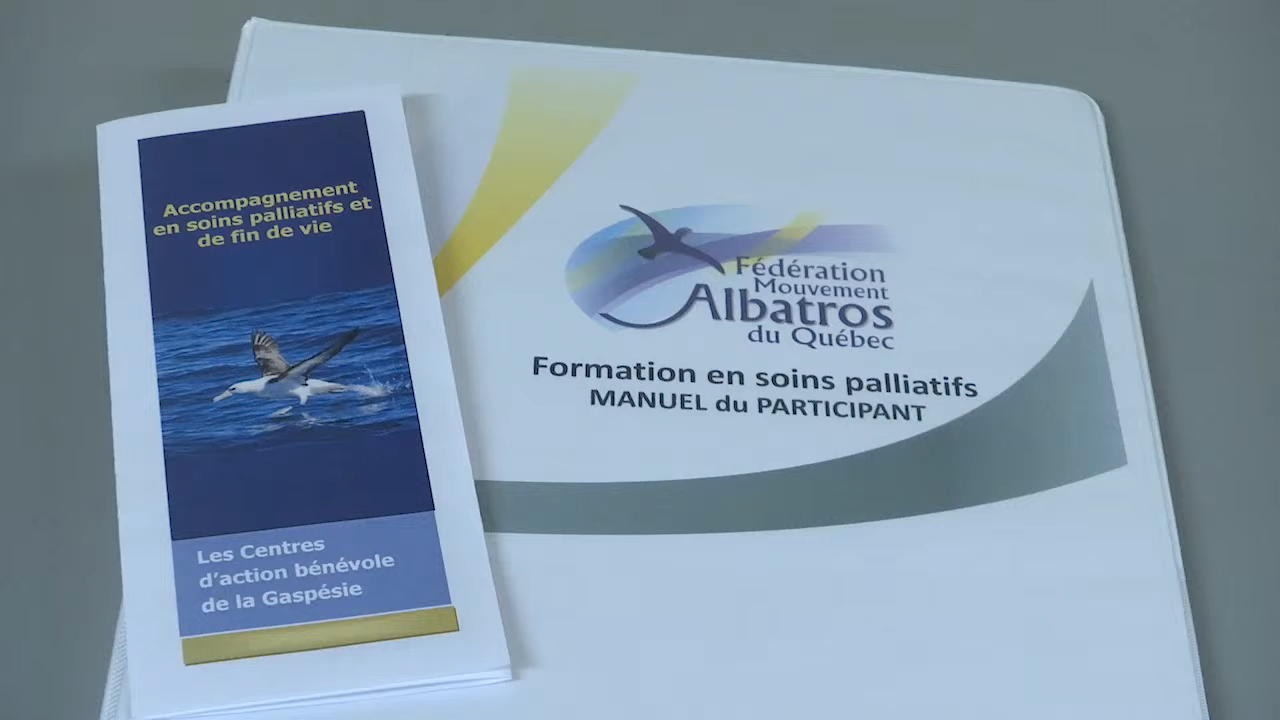 Accompagnement
en soins palliatifs et
de fin de vie
Les Centres
d'action bénévole
de la Gaspésie
Fédération
Mouvement
Albatros
du Québec
Formation en soins palliatifs
MANUEL du PARTICIPANT